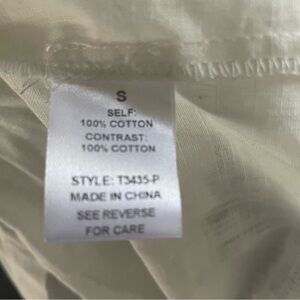 S
SELF:
100% COTTON
CONTRAST:
100% COTTON
STYLE: T3435-P
MADE IN CHINA
SEE REVERSE
FOR CARE